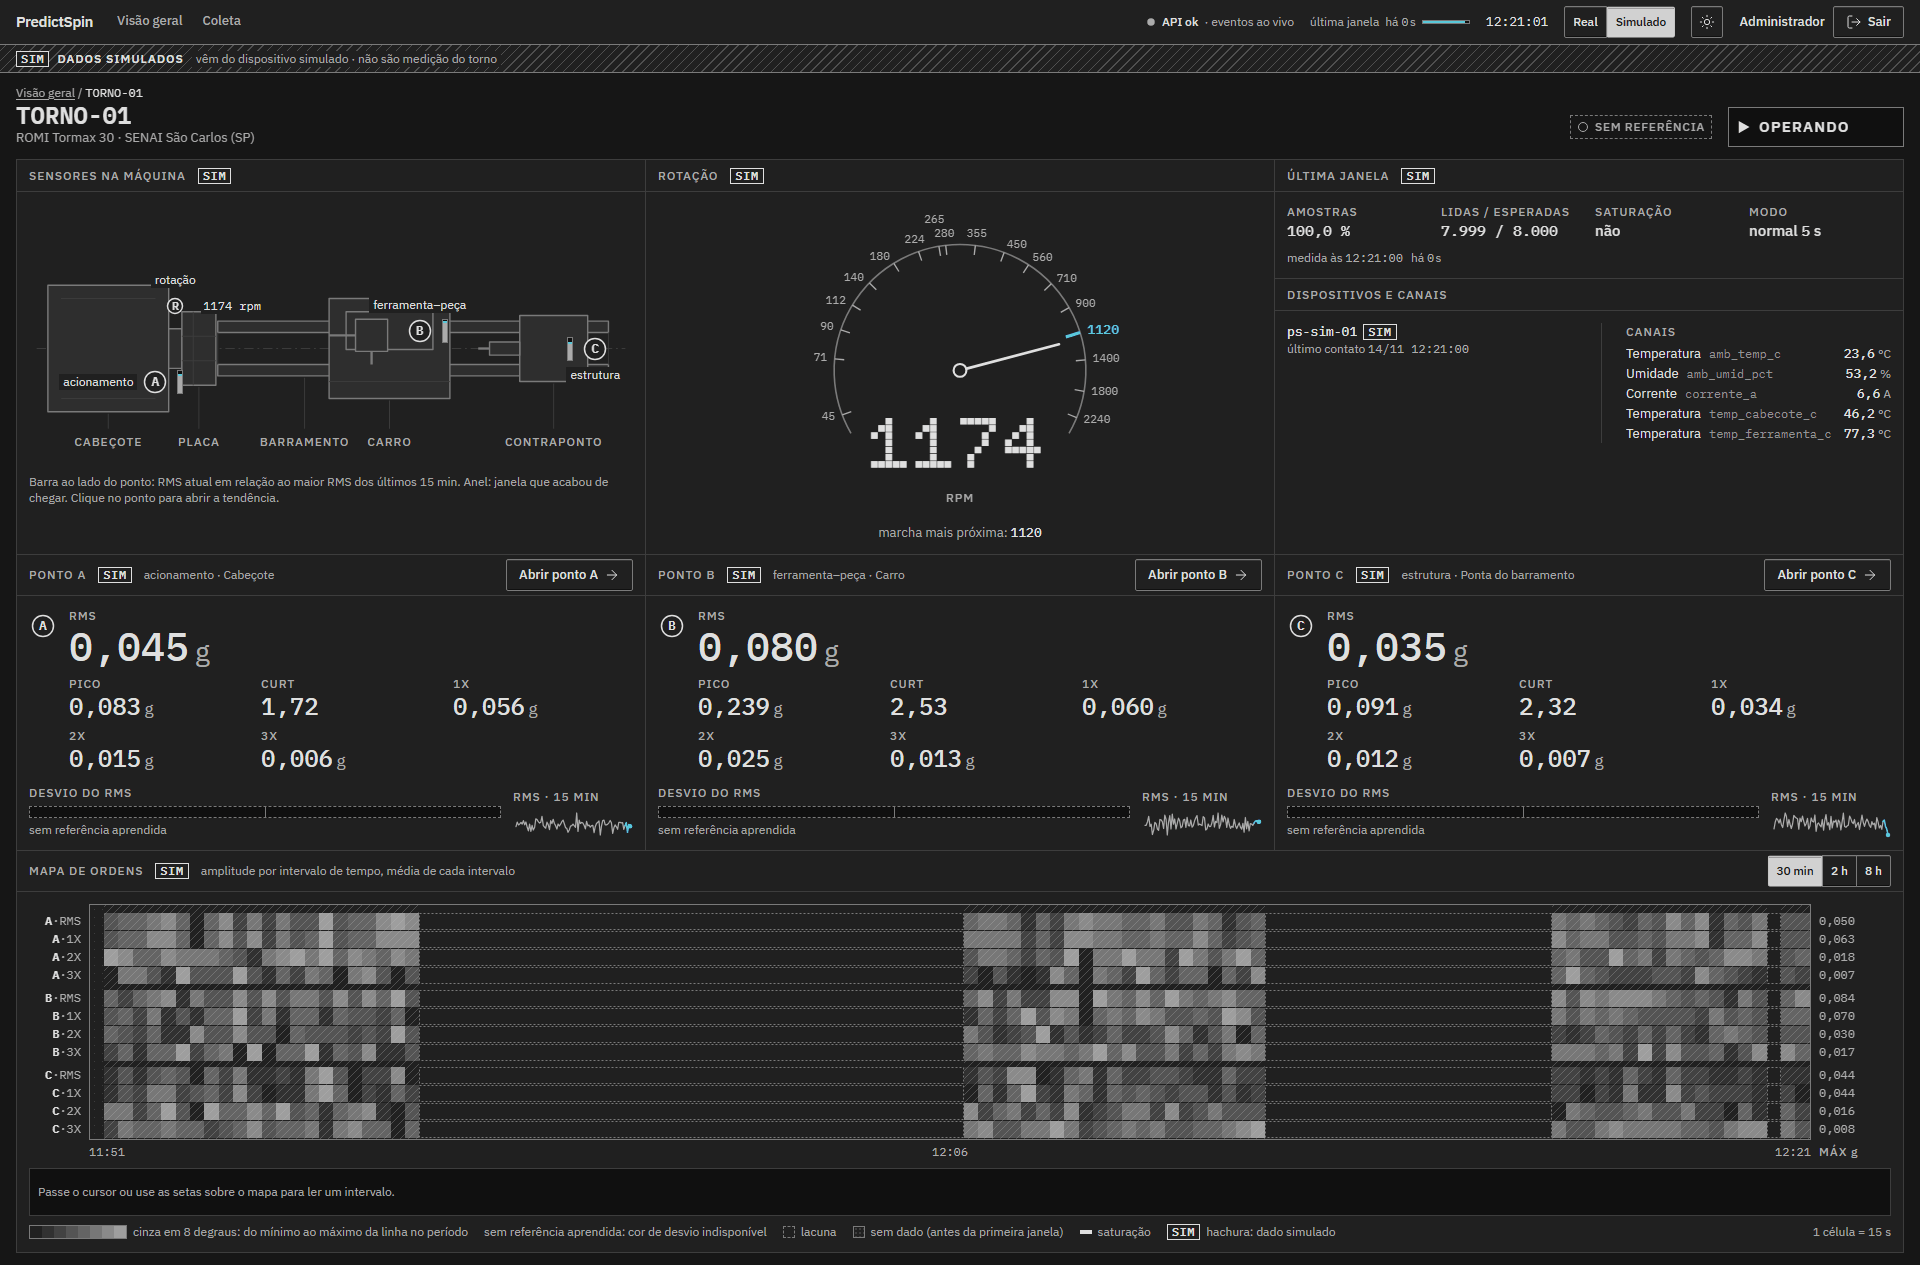 PredictSpin Visão geral Coleta API ok · eventos ao vivo última janela há 0 s 12:21:01 Real Simulado Administrador Sair
SIM DADOS SIMULADOS vêm do dispositivo simulado · não são medição do torno
Visão geral / TORNO-01
TORNO-01
ROMI Tormax 30 · SENAI São Carlos (SP)
SEM REFERÊNCIA OPERANDO
SENSORES NA MÁQUINA SIM
rotação
R 1174 rpm
ferramenta–peça
B
C
acionamento A
estrutura
CABEÇOTE PLACA BARRAMENTO CARRO CONTRAPONTO
Barra ao lado do ponto: RMS atual em relação ao maior RMS dos últimos 15 min. Anel: janela que acabou de
chegar. Clique no ponto para abrir a tendência.
ROTAÇÃO SIM
45 71 90 112 140 180 224 265 280 355 450 560 710 900 1120 1400 1800 2240
1174
RPM
marcha mais próxima: 1120
ÚLTIMA JANELA SIM
AMOSTRAS LIDAS / ESPERADAS SATURAÇÃO MODO
100,0 % 7.999 / 8.000 não normal 5 s
medida às 12:21:00 há 0 s
DISPOSITIVOS E CANAIS
ps-sim-01 SIM
último contato 14/11 12:21:00
CANAIS
Temperatura amb_temp_c 23,6 °C
Umidade amb_umid_pct 53,2 %
Corrente corrente_a 6,6 A
Temperatura temp_cabecote_c 46,2 °C
Temperatura temp_ferramenta_c 77,3 °C
PONTO A SIM acionamento · Cabeçote Abrir ponto A
A RMS
0,045 g
PICO CURT 1X
0,083 g 1,72 0,056 g
2X 3X
0,015 g 0,006 g
DESVIO DO RMS RMS · 15 MIN
sem referência aprendida
PONTO B SIM ferramenta–peça · Carro Abrir ponto B
B RMS
0,080 g
PICO CURT 1X
0,239 g 2,53 0,060 g
2X 3X
0,025 g 0,013 g
DESVIO DO RMS RMS · 15 MIN
sem referência aprendida
PONTO C SIM estrutura · Ponta do barramento Abrir ponto C
C RMS
0,035 g
PICO CURT 1X
0,091 g 2,32 0,034 g
2X 3X
0,012 g 0,007 g
DESVIO DO RMS RMS · 15 MIN
sem referência aprendida
MAPA DE ORDENS SIM amplitude por intervalo de tempo, média de cada intervalo 30 min 2 h 8 h
A·RMS 0,050
A·1X 0,063
A·2X 0,018
A·3X 0,007
B·RMS 0,084
B·1X 0,070
B·2X 0,030
B·3X 0,017
C·RMS 0,044
C·1X 0,044
C·2X 0,016
C·3X 0,008
11:51 12:06 12:21 MÁX g
Passe o cursor ou use as setas sobre o mapa para ler um intervalo.
cinza em 8 degraus: do mínimo ao máximo da linha no período sem referência aprendida: cor de desvio indisponível lacuna sem dado (antes da primeira janela) saturação SIM hachura: dado simulado 1 célula = 15 s